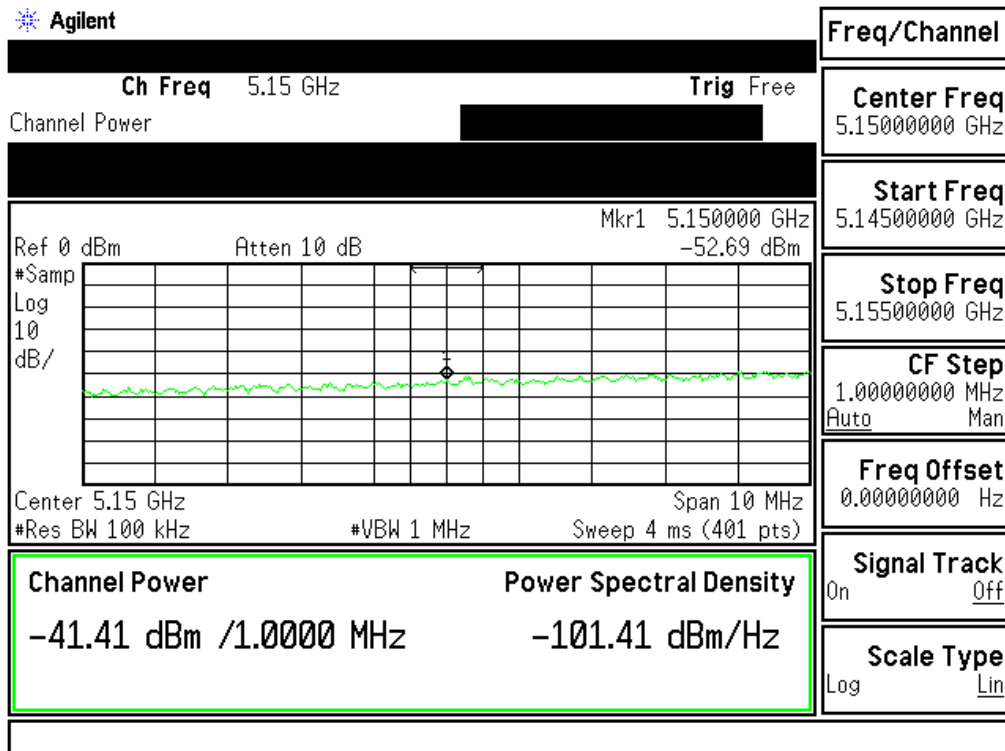 Agilent
Freq/Channel
Ch Freq 5.15 GHz Trig Free
Channel Power
Center Freq
5.15000000 GHz
Start Freq
5.14500000 GHz
Stop Freq
5.15500000 GHz
CF Step
1.00000000 MHz
Auto Man
Freq Offset
0.00000000 Hz
Signal Track
On Off
Scale Type
Log Lin
Mkr1 5.150000 GHz
Ref 0 dBm Atten 10 dB -52.69 dBm
#Samp
Log
10
dB/
1
Center 5.15 GHz Span 10 MHz
#Res BW 100 kHz #VBW 1 MHz Sweep 4 ms (401 pts)
Channel Power Power Spectral Density
-41.41 dBm /1.0000 MHz -101.41 dBm/Hz